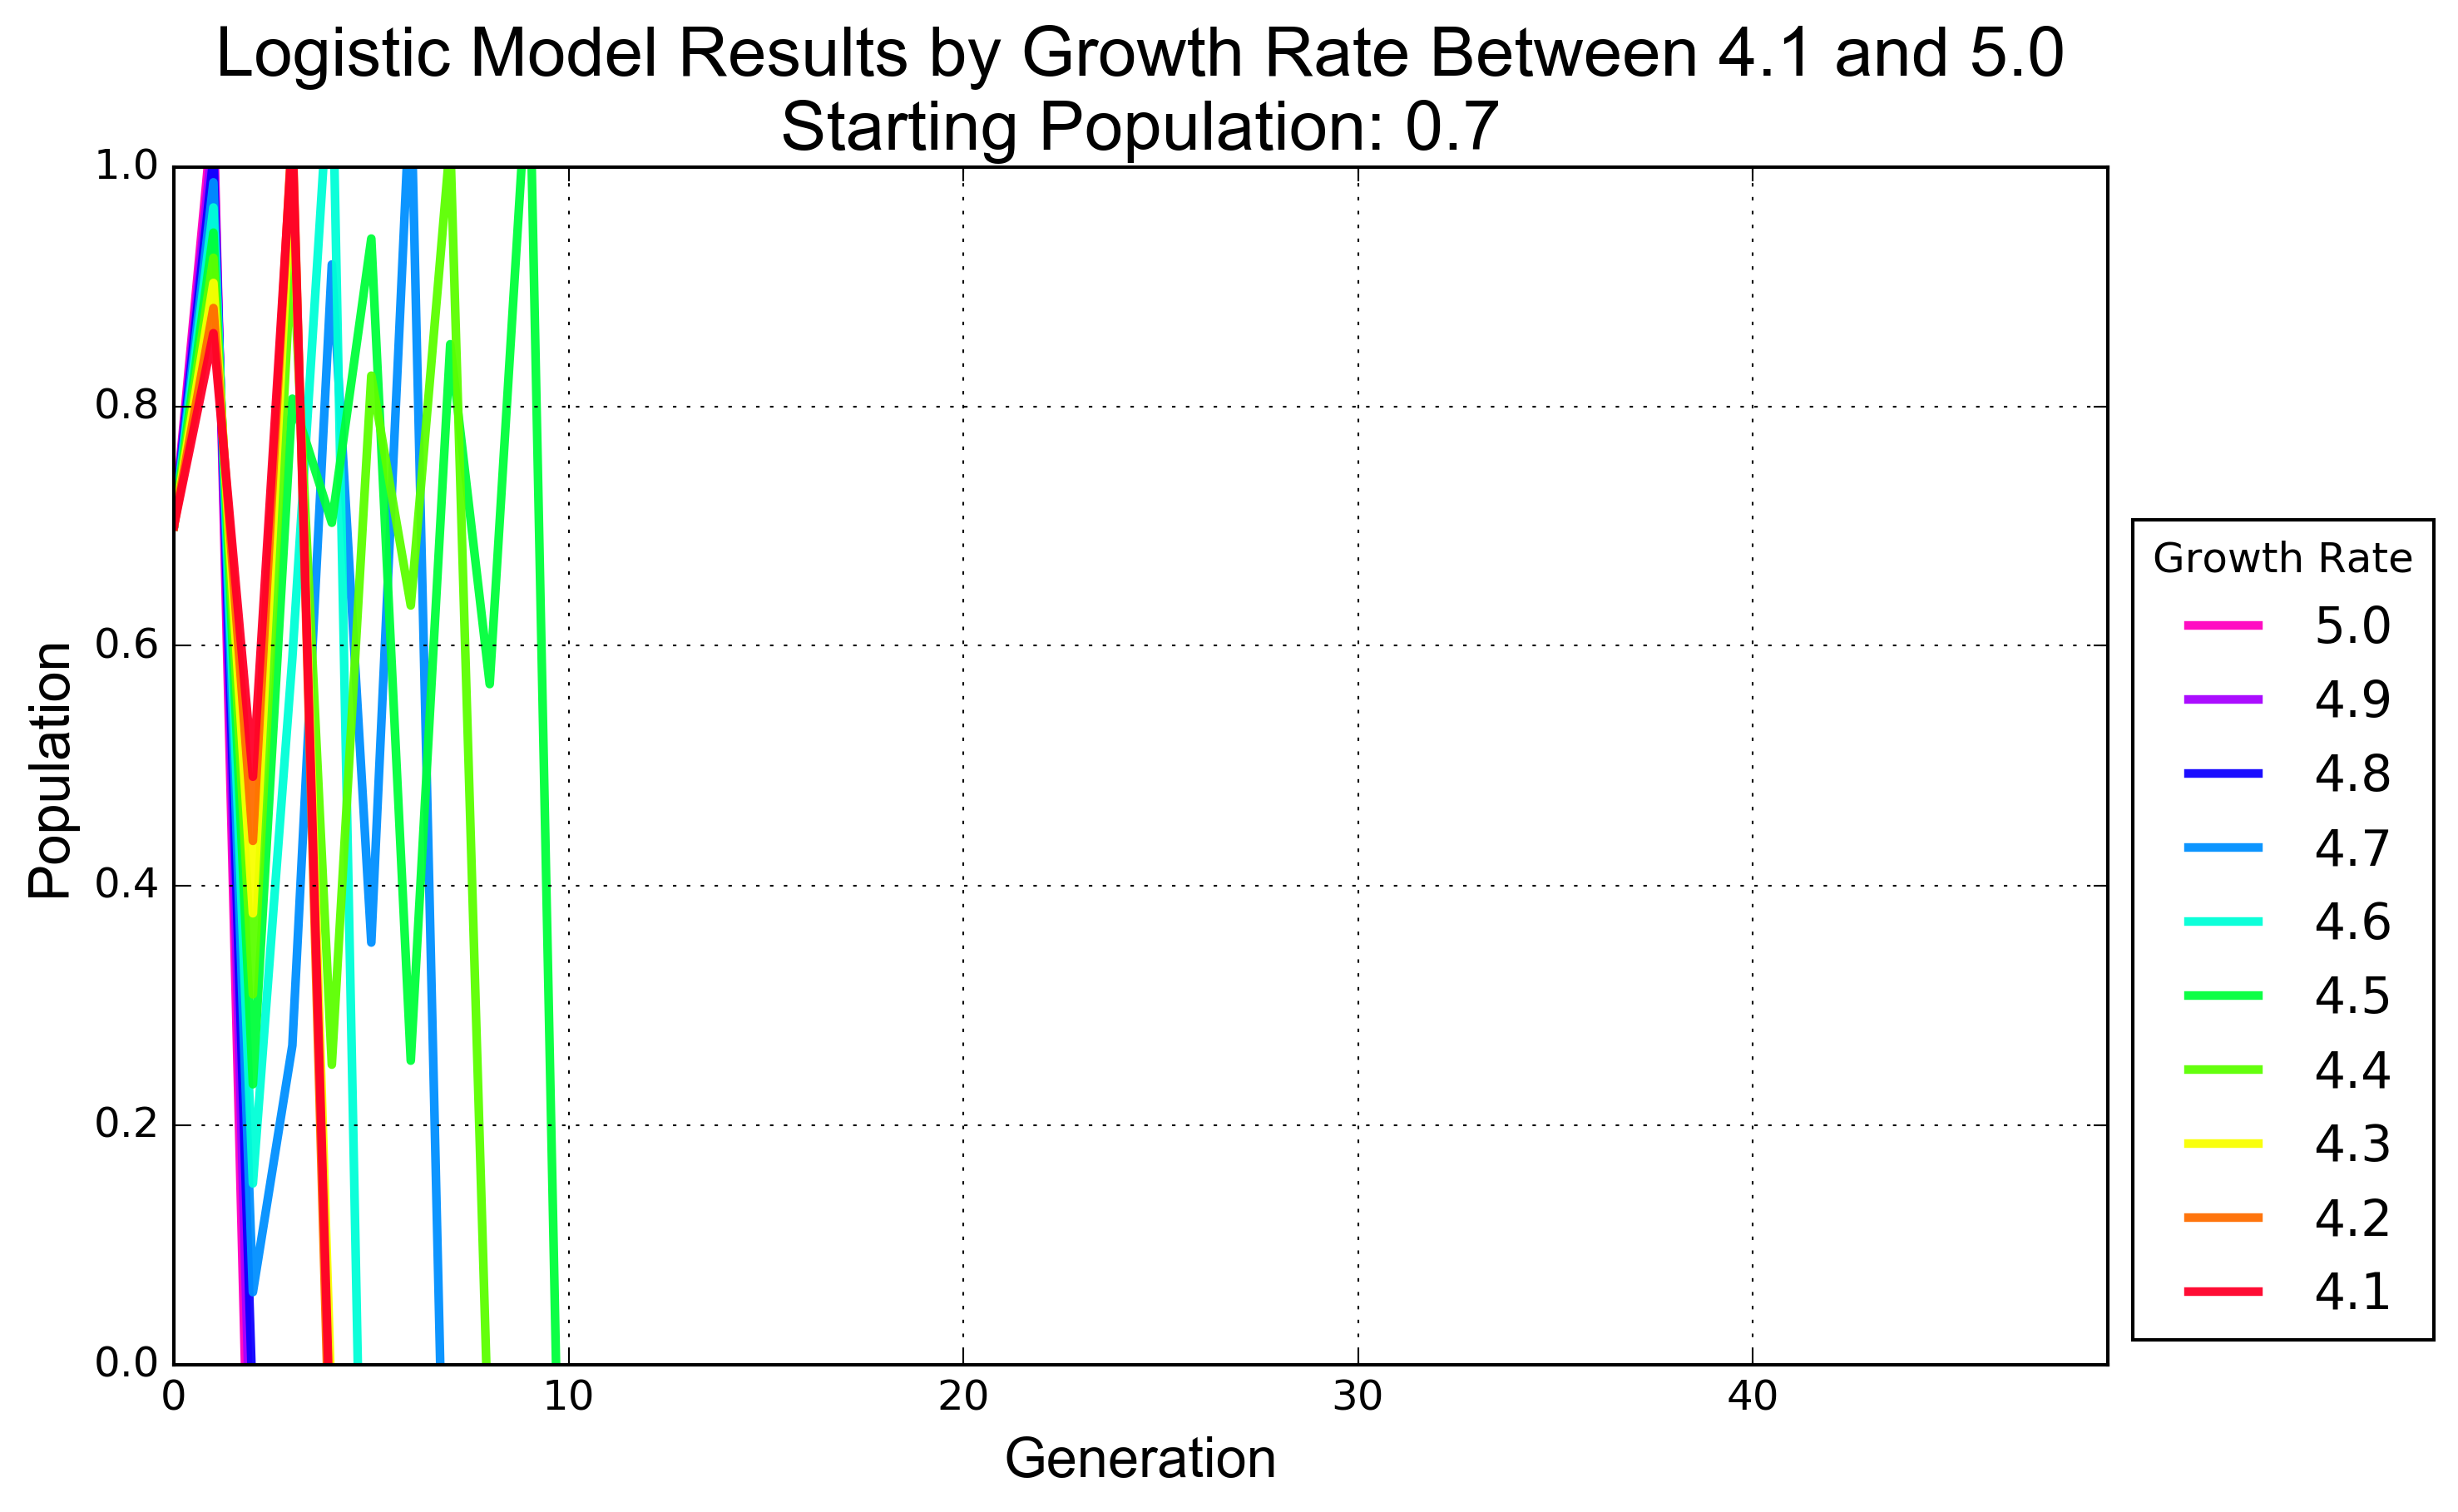 Logistic Model Results by Growth Rate Between 4.1 and 5.0
Starting Population: 0.7
1.0
0.8
0.6
0.4
0.2
0.0
Population
0 10 20 30 40
Generation
Growth Rate
5.0
4.9
4.8
4.7
4.6
4.5
4.4
4.3
4.2
4.1